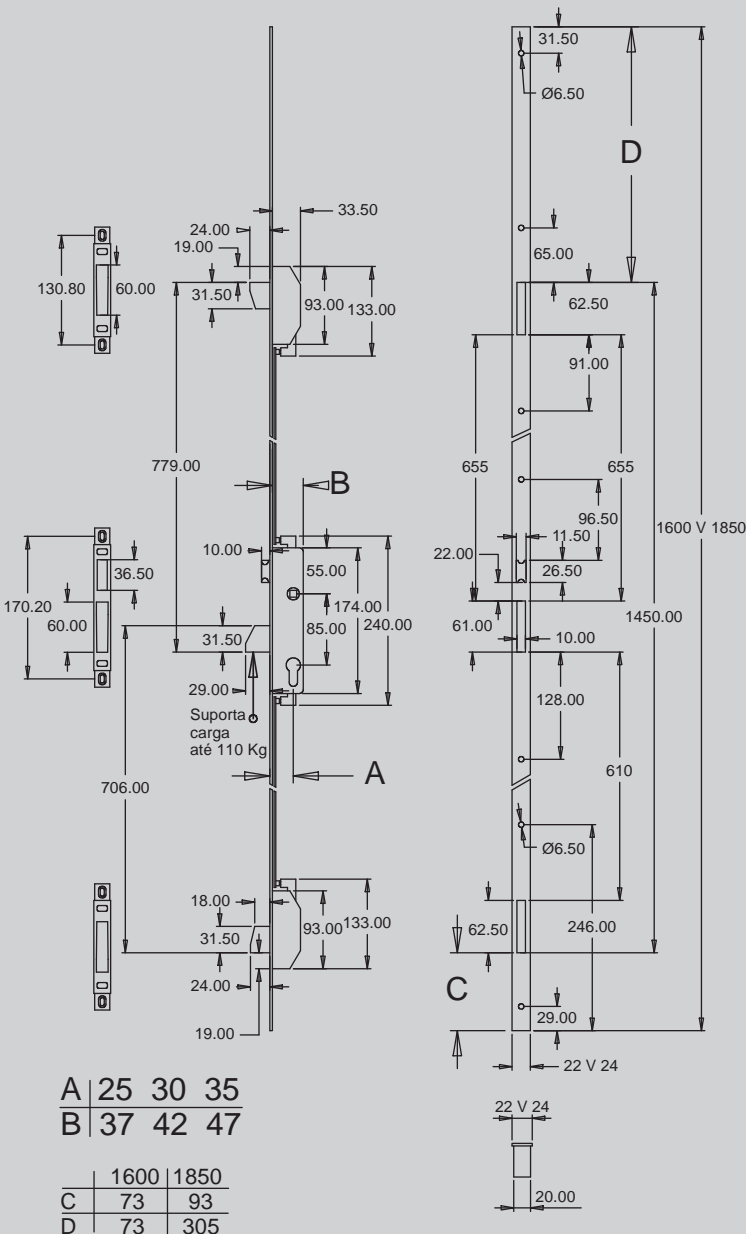 31.50
Ø6.50
D
33.50
24.00
19.00
65.00
130.80
60.00
31.50
93.00
133.00
62.50
91.00
779.00
655
655
B
96.50
1600 V 1850
10.00
11.50
36.50
55.00
22.00
26.50
170.20
60.00
174.00
31.50
85.00
240.00
61.00
10.00
1450.00
29.00
128.00
Suporta
carga
até 110 Kg
A
610
706.00
Ø6.50
18.00
93.00
133.00
31.50
62.50
246.00
24.00
C
29.00
19.00
22 V 24
A 25 30 35
B 37 42 47
22 V 24
20.00
1600 1850
C 73 93
D 73 305